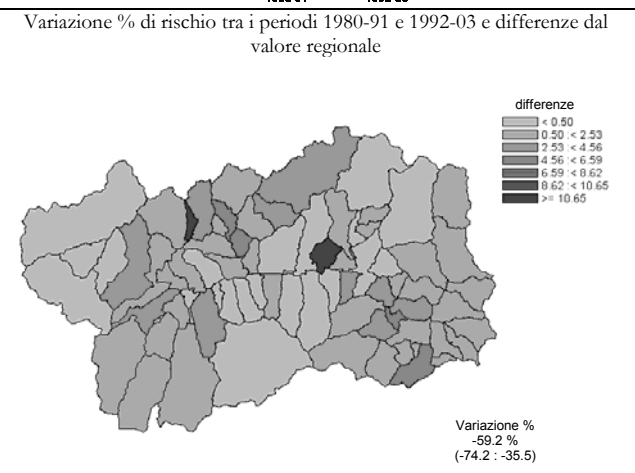 Variazione % di rischio tra i periodi 1980-91 e 1992-03 e differenze dal
valore regionale
differenze
< 0.50
0.50 :< 2.53
2.53 :< 4.56
4.56 :< 6.59
6.59 :< 8.62
8.62 :< 10.65
>= 10.65
Variazione %
-59.2 %
(-74.2 : -35.5)